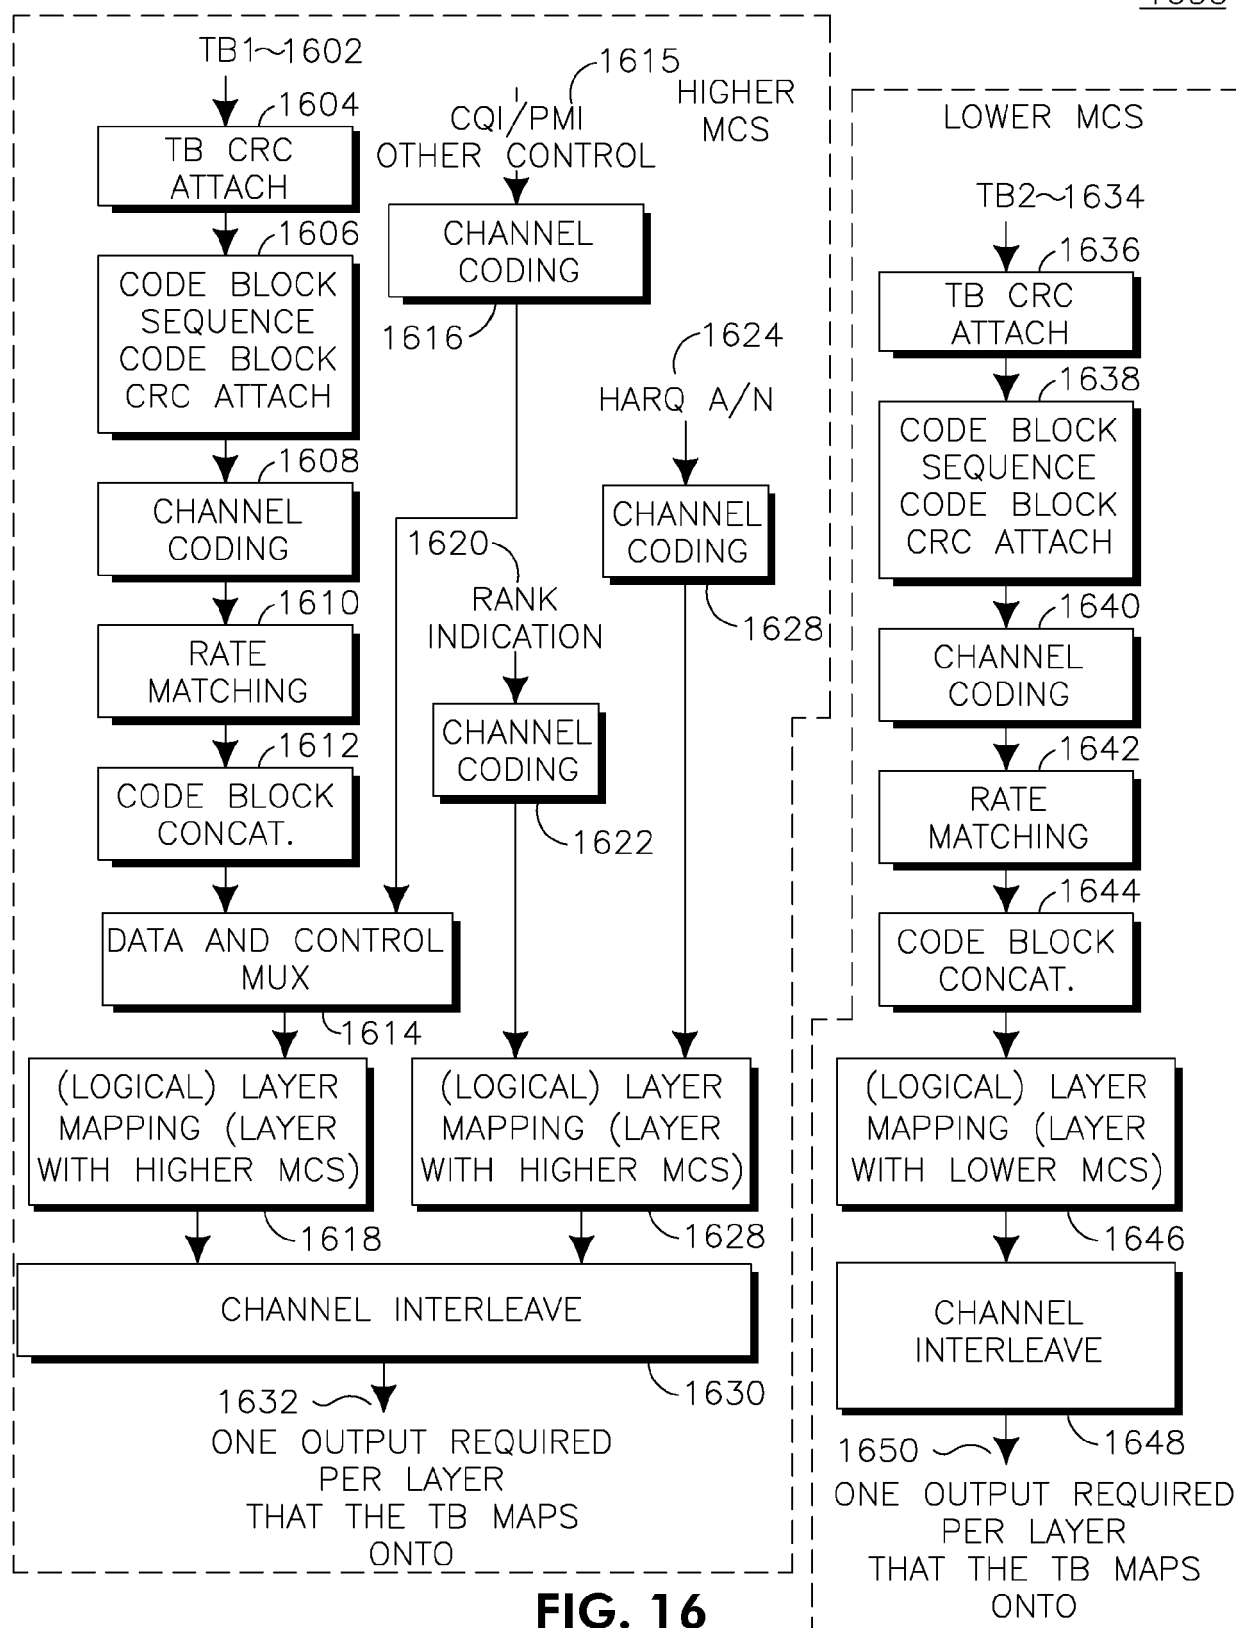 TB1~1602
1604
TB CRC
ATTACH
1606
CODE BLOCK
SEQUENCE
CODE BLOCK
CRC ATTACH
1608
CHANNEL
CODING
1610
RATE
MATCHING
1612
CODE BLOCK
CONCAT.
DATA AND CONTROL
MUX
1614
(LOGICAL) LAYER
MAPPING (LAYER
WITH HIGHER MCS)
1618
1615
CQI/PMI
OTHER CONTROL
HIGHER
MCS
CHANNEL
CODING
1616
1624
HARQ A/N
CHANNEL
CODING
1628
1620
RANK
INDICATION
CHANNEL
CODING
1622
(LOGICAL) LAYER
MAPPING (LAYER
WITH HIGHER MCS)
1628
CHANNEL INTERLEAVE
1630
1632
ONE OUTPUT REQUIRED
PER LAYER
THAT THE TB MAPS
ONTO
LOWER MCS
TB2~1634
1636
TB CRC
ATTACH
1638
CODE BLOCK
SEQUENCE
CODE BLOCK
CRC ATTACH
1640
CHANNEL
CODING
1642
RATE
MATCHING
1644
CODE BLOCK
CONCAT.
(LOGICAL) LAYER
MAPPING (LAYER
WITH LOWER MCS)
1646
CHANNEL
INTERLEAVE
1648
1650
ONE OUTPUT REQUIRED
PER LAYER
THAT THE TB MAPS
ONTO
FIG. 16